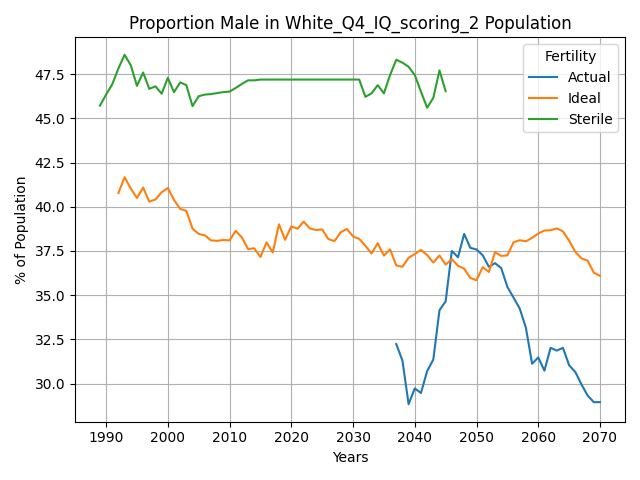 Proportion Male in White_Q4_IQ_scoring_2 Population
Fertility
Actual
Ideal
Sterile
% of Population
47.5
45.0
42.5
40.0
37.5
35.0
32.5
30.0
1990 2000 2010 2020 2030 2040 2050 2060 2070
Years